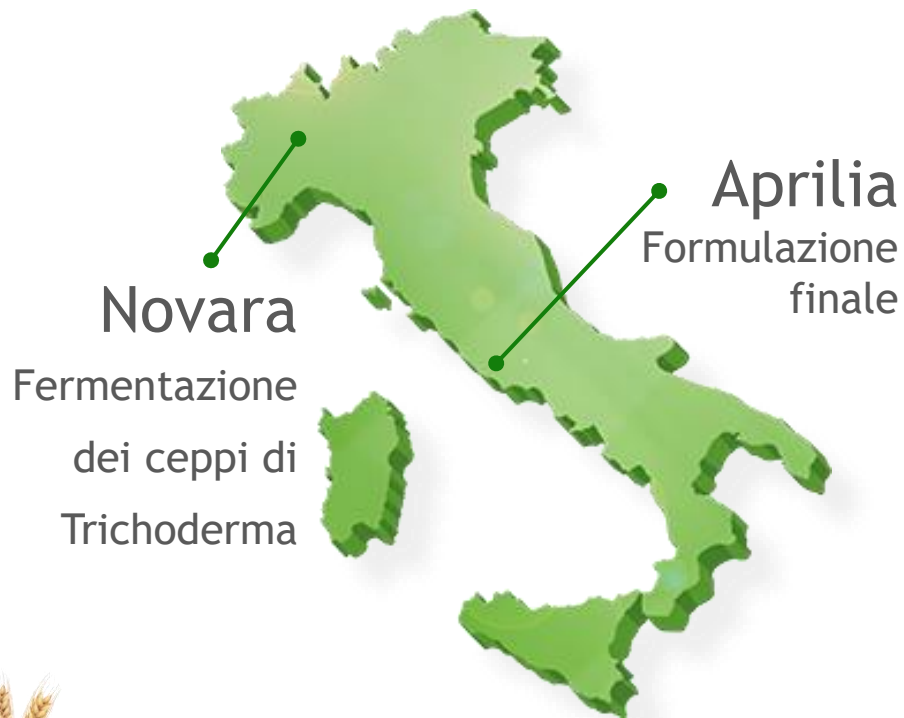 Aprilia
Formulazione
finale
Novara
Fermentazione
dei ceppi di
Trichoderma